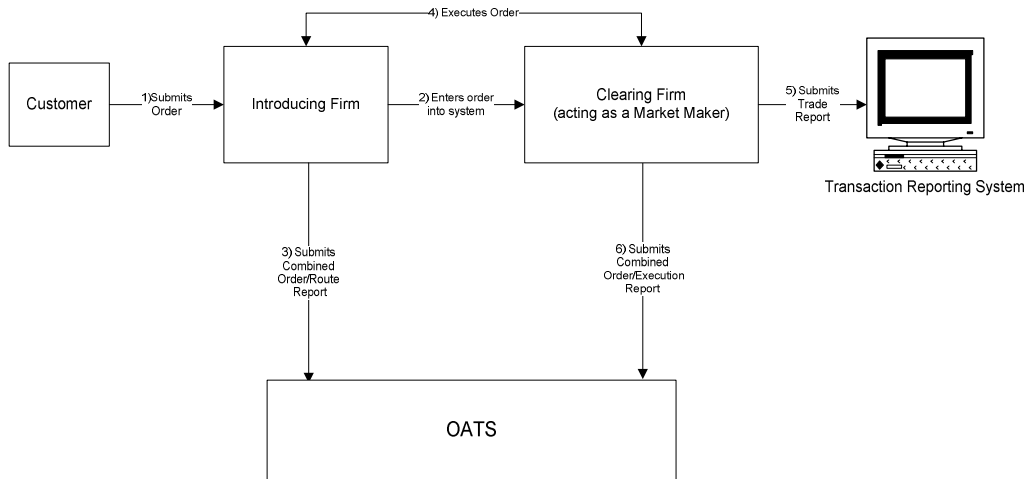 4) Executes Order
Customer
1)Submits
Order
Introducing Firm
2) Enters order
into system
Clearing Firm
(acting as a Market Maker)
5) Submits
Trade
Report
Transaction Reporting System
3) Submits
Combined
Order/Route
Report
6) Submits
Combined
Order/Execution
Report
OATS